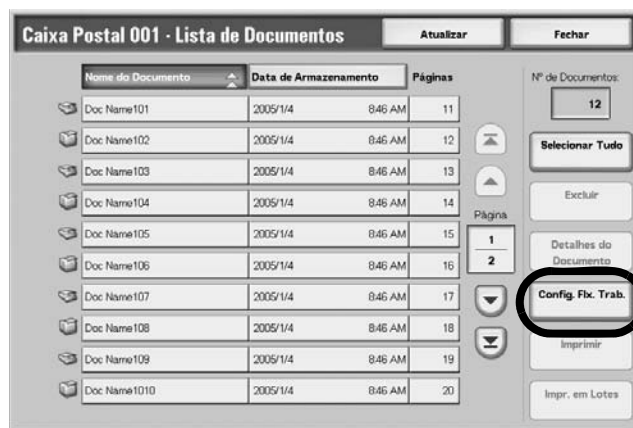 Caixa Postal 001 - Lista de Documentos Atualizar Fechar
Nome do Documento Data de Armazenamento Páginas Nº de Documentos:
12
Doc Name101 2005/1/4 8:46 AM 11
Doc Name102 2005/1/4 8:46 AM 12
Doc Name103 2005/1/4 8:46 AM 13
Doc Name104 2005/1/4 8:46 AM 14
Doc Name105 2005/1/4 8:46 AM 15
Doc Name106 2005/1/4 8:46 AM 16
Doc Name107 2005/1/4 8:46 AM 17
Doc Name108 2005/1/4 8:46 AM 18
Doc Name109 2005/1/4 8:46 AM 19
Doc Name1010 2005/1/4 8:46 AM 20
Página
1
2
Selecionar Tudo
Excluir
Detalhes do
Documento
Config. Flx. Trab.
Imprimir
Impr. em Lotes